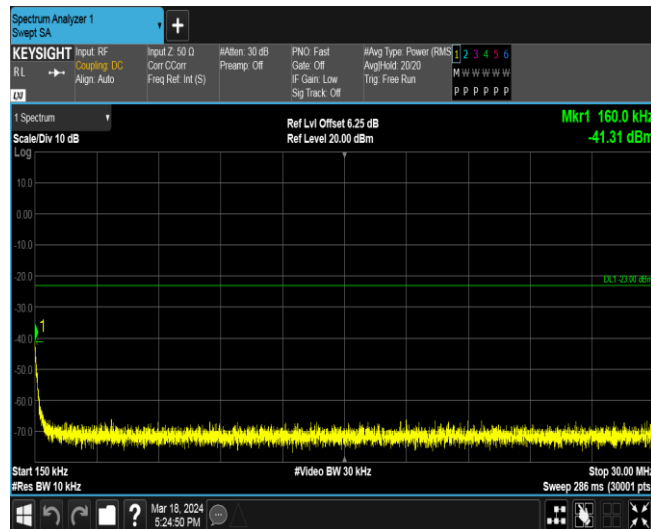 Spectrum Analyzer 1
Swept SA
+
KEYSIGHT
RL
LXI
Input: RF
Coupling: DC
Align: Auto
Input Z: 50 Ω
Corr CCorr
Freq Ref: Int (S)
#Atten: 30 dB
Preamp: Off
PNO: Fast
Gate: Off
IF Gain: Low
Sig Track: Off
#Avg Type: Power (RMS
Avg|Hold: 20/20
Trig: Free Run
1 2 3 4 5 6
M W W W W W
P P P P P P
1 Spectrum
Scale/Div 10 dB
Ref Lvl Offset 6.25 dB
Ref Level 20.00 dBm
Mkr1 160.0 kHz
-41.31 dBm
Log
10.0
0.00
-10.0
-20.0
DL1 -23.00 dBm
-30.0
1
-40.0
-50.0
-60.0
-70.0
Start 150 kHz
#Res BW 10 kHz
#Video BW 30 kHz
Stop 30.00 MHz
Sweep 286 ms (30001 pts
?
Mar 18, 2024
5:24:50 PM